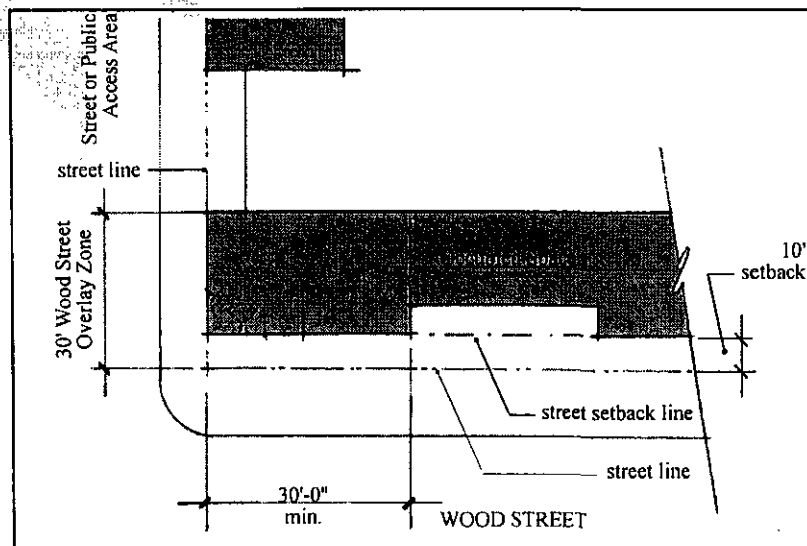 Street or Public
Access Area
street line
30' Wood Street
Overlay Zone
10'
setback
street setback line
street line
30'-0"
min.
WOOD STREET